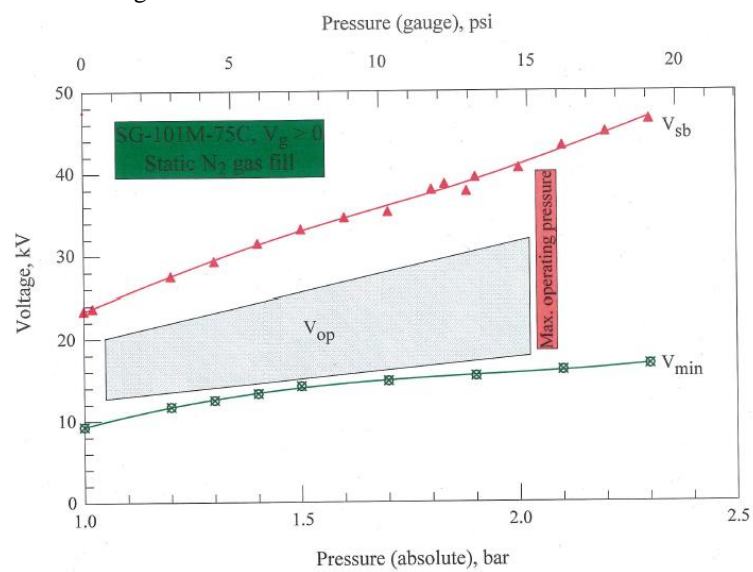 Pressure (gauge), psi
0 5 10 15 20
50
40
30
20
10
0
Voltage, kV
SG-101M-75C, Vg > 0
Static N2 gas fill
Vsb
Max. operating pressure
Vop
Vmin
1.0 1.5 2.0 2.5
Pressure (absolute), bar